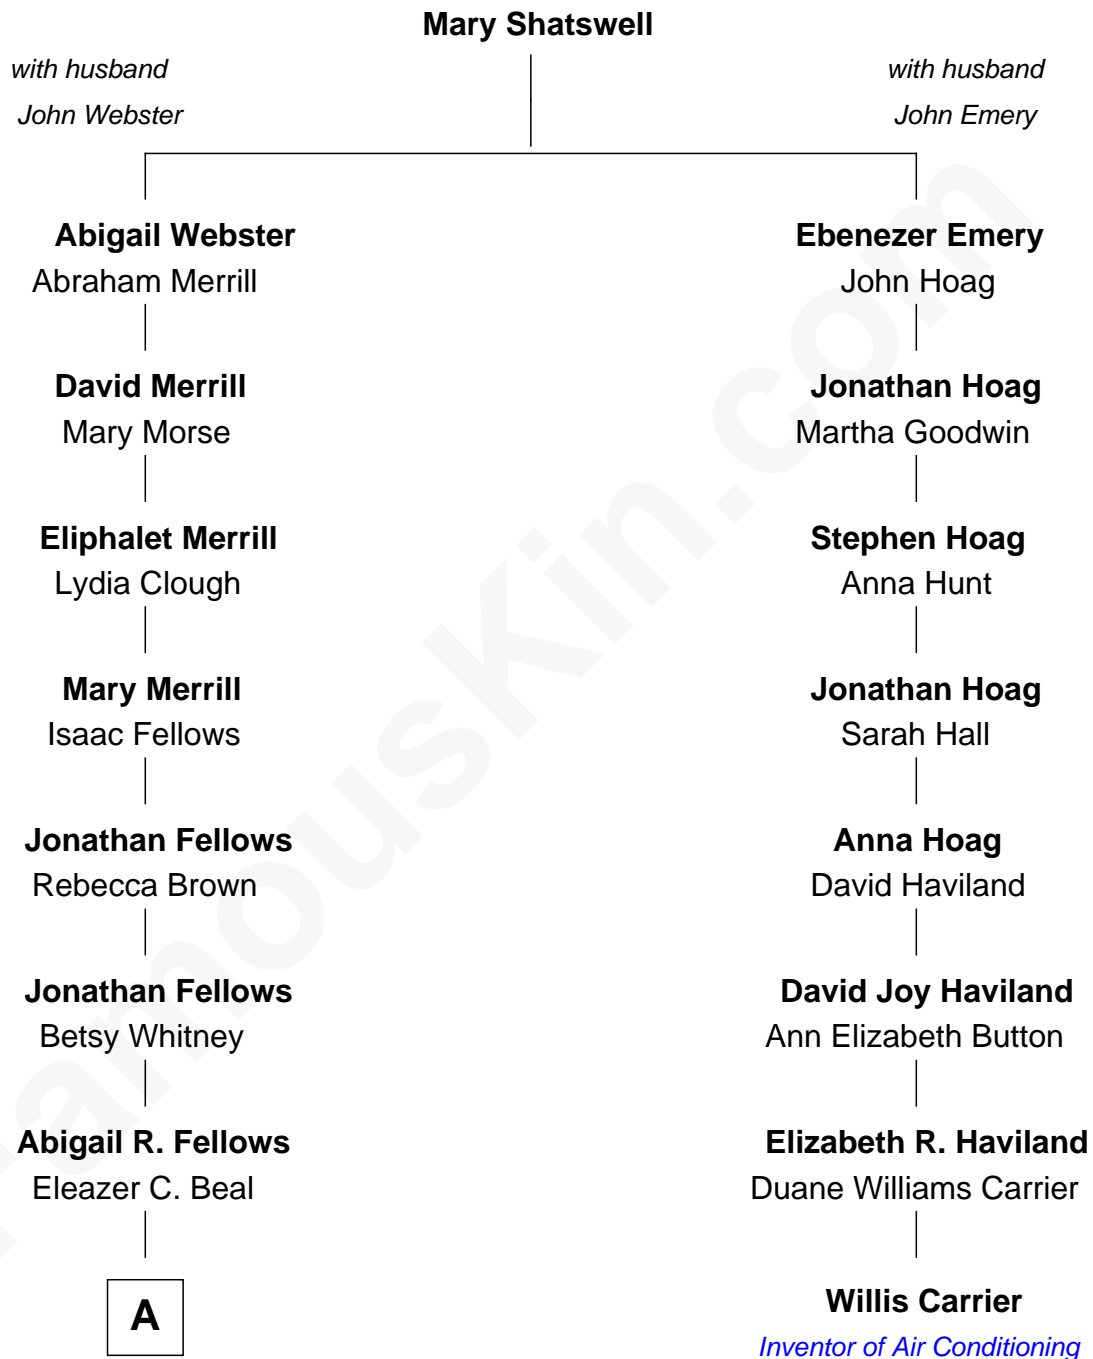 Mary Shatswell
with husband
John Webster
with husband
John Emery
Abigail Webster
Abraham Merrill
David Merrill
Mary Morse
Eliphalet Merrill
Lydia Clough
Mary Merrill
Isaac Fellows
Jonathan Fellows
Rebecca Brown
Jonathan Fellows
Betsy Whitney
Abigail R. Fellows
Eleazer C. Beal
A
Ebenezer Emery
John Hoag
Jonathan Hoag
Martha Goodwin
Stephen Hoag
Anna Hunt
Jonathan Hoag
Sarah Hall
Anna Hoag
David Haviland
David Joy Haviland
Ann Elizabeth Button
Elizabeth R. Haviland
Duane Williams Carrier
Willis Carrier
Inventor of Air Conditioning
FamousKin.com